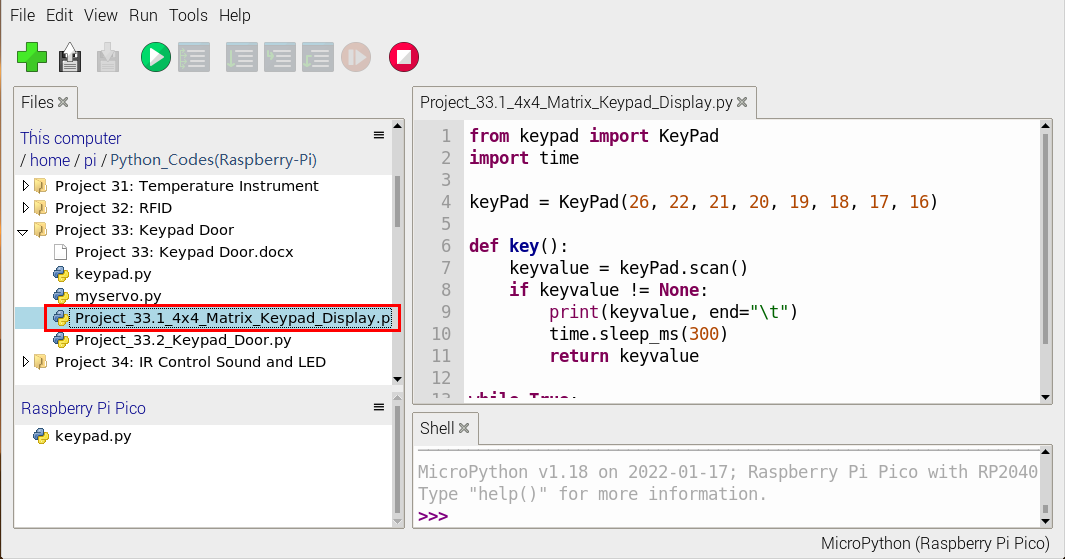 File Edit View Run Tools Help
Files
This computer
/ home / pi / Python_Codes(Raspberry-Pi)
Project 31: Temperature Instrument
Project 32: RFID
Project 33: Keypad Door
Project 33: Keypad Door.docx
keypad.py
myservo.py
Project_33.1_4x4_Matrix_Keypad_Display.p
Project_33.2_Keypad_Door.py
Project 34: IR Control Sound and LED
Raspberry Pi Pico
keypad.py
Project_33.1_4x4_Matrix_Keypad_Display.py
1 from keypad import KeyPad
2 import time
3
4 keyPad = KeyPad(26, 22, 21, 20, 19, 18, 17, 16)
5
6 def key():
7     keyvalue = keyPad.scan()
8     if keyvalue != None:
9         print(keyvalue, end="\t")
10         time.sleep_ms(300)
11         return keyvalue
12
13 while True:
Shell
MicroPython v1.18 on 2022-01-17; Raspberry Pi Pico with RP2040
Type "help()" for more information.
>>>
MicroPython (Raspberry Pi Pico)